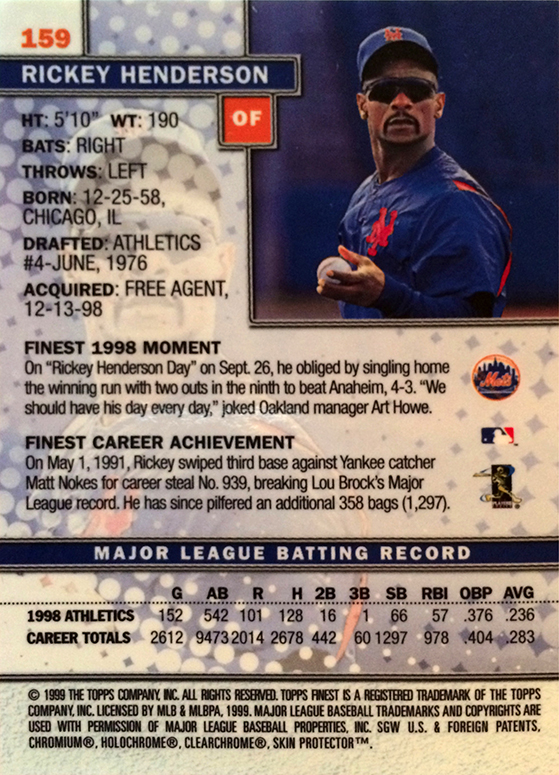 159
RICKEY HENDERSON
OF
HT: 5'10" WT: 190
BATS: RIGHT
THROWS: LEFT
BORN: 12-25-58,
CHICAGO, IL
DRAFTED: ATHLETICS
#4-JUNE, 1976
ACQUIRED: FREE AGENT,
12-13-98
NY
FINEST 1998 MOMENT
On "Rickey Henderson Day" on Sept. 26, he obliged by singling home
the winning run with two outs in the ninth to beat Anaheim, 4-3. "We
should have his day every day," joked Oakland manager Art Howe.
Mets
FINEST CAREER ACHIEVEMENT
On May 1, 1991, Rickey swiped third base against Yankee catcher
Matt Nokes for career steal No. 939, breaking Lou Brock's Major
League record. He has since pilfered an additional 358 bags (1,297).
MAJOR LEAGUE BATTING RECORD
G AB R H 2B 3B SB RBI OBP AVG
1998 ATHLETICS 152 542 101 128 16 1 66 57 .376 .236
CAREER TOTALS 2612 9473 2014 2678 442 60 1297 978 .404 .283
© 1999 THE TOPPS COMPANY, INC. ALL RIGHTS RESERVED. TOPPS FINEST IS A REGISTERED TRADEMARK OF THE TOPPS
COMPANY, INC. LICENSED BY MLB & MLBPA, 1999. MAJOR LEAGUE BASEBALL TRADEMARKS AND COPYRIGHTS ARE
USED WITH PERMISSION OF MAJOR LEAGUE BASEBALL PROPERTIES, INC. SGW U.S. & FOREIGN PATENTS,
CHROMIUM®, HOLOCHROME®, CLEARCHROME®, SKIN PROTECTOR™.